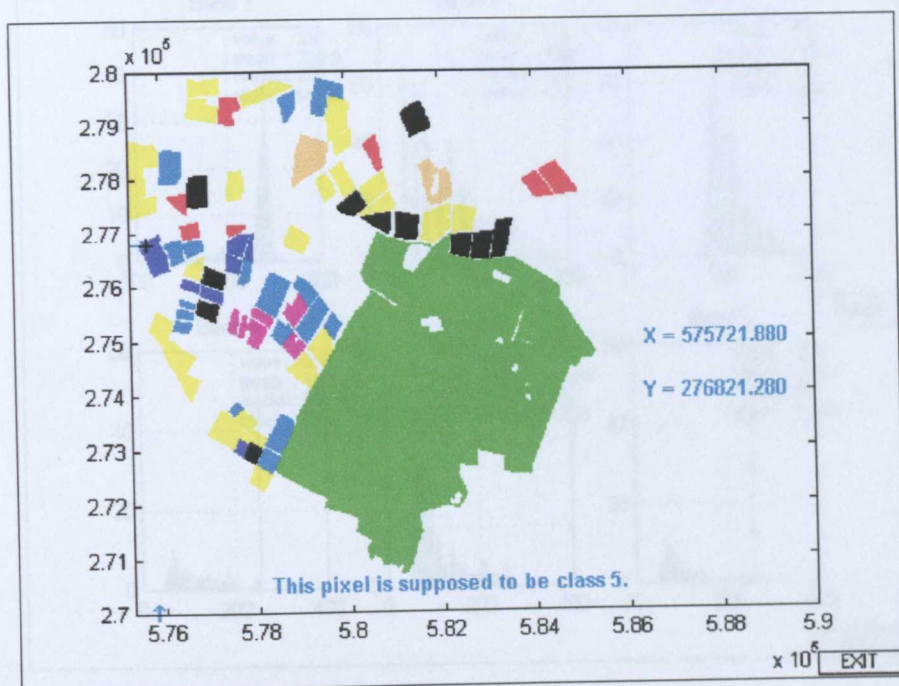 x 10^5
2.8
2.79
2.78
2.77
2.76
2.75
2.74
2.73
2.72
2.71
2.7
X = 575721.880
Y = 276821.280
This pixel is supposed to be class 5.
5.76 5.78 5.8 5.82 5.84 5.86 5.88 5.9
x 10^5
EXIT